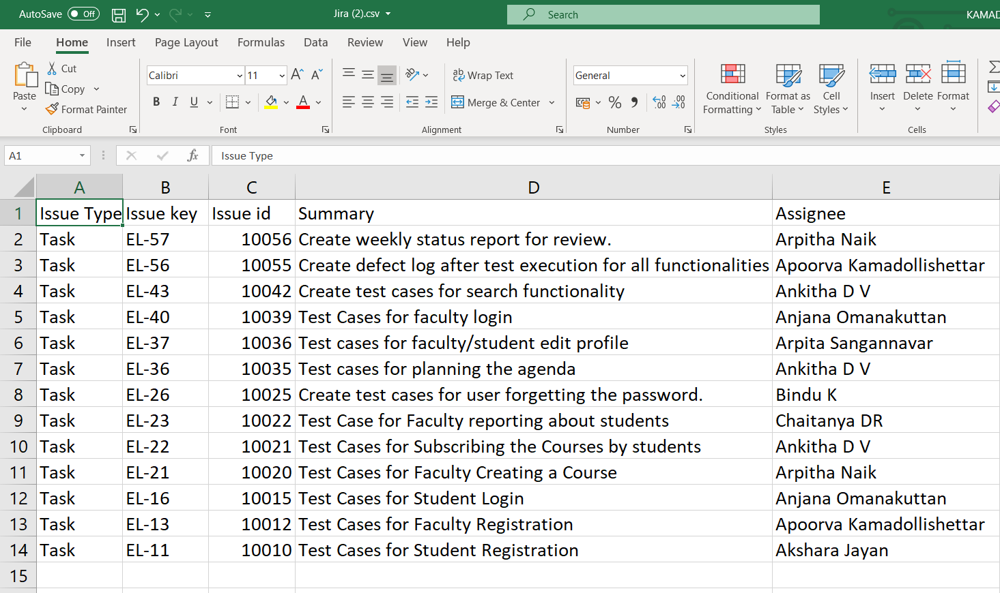 AutoSave Off Jira (2).csv Search KAMAD
File Home Insert Page Layout Formulas Data Review View Help
Paste Cut Copy Format Painter Clipboard
Calibri 11 A A B I U A Font
ab Wrap Text Merge & Center Alignment
General % .00 .00 Number
Conditional Formatting Format as Table Cell Styles Styles
Insert Delete Format Cells
A1 fx Issue Type
A B C D E
1 Issue Type Issue key Issue id Summary Assignee
2 Task EL-57 10056 Create weekly status report for review. Arpitha Naik
3 Task EL-56 10055 Create defect log after test execution for all functionalities Apoorva Kamadollishettar
4 Task EL-43 10042 Create test cases for search functionality Ankitha D V
5 Task EL-40 10039 Test Cases for faculty login Anjana Omanakuttan
6 Task EL-37 10036 Test cases for faculty/student edit profile Arpita Sangannavar
7 Task EL-36 10035 Test cases for planning the agenda Ankitha D V
8 Task EL-26 10025 Create test cases for user forgetting the password. Bindu K
9 Task EL-23 10022 Test Case for Faculty reporting about students Chaitanya DR
10 Task EL-22 10021 Test Cases for Subscribing the Courses by students Ankitha D V
11 Task EL-21 10020 Test Cases for Faculty Creating a Course Arpitha Naik
12 Task EL-16 10015 Test Cases for Student Login Anjana Omanakuttan
13 Task EL-13 10012 Test Cases for Faculty Registration Apoorva Kamadollishettar
14 Task EL-11 10010 Test Cases for Student Registration Akshara Jayan
15